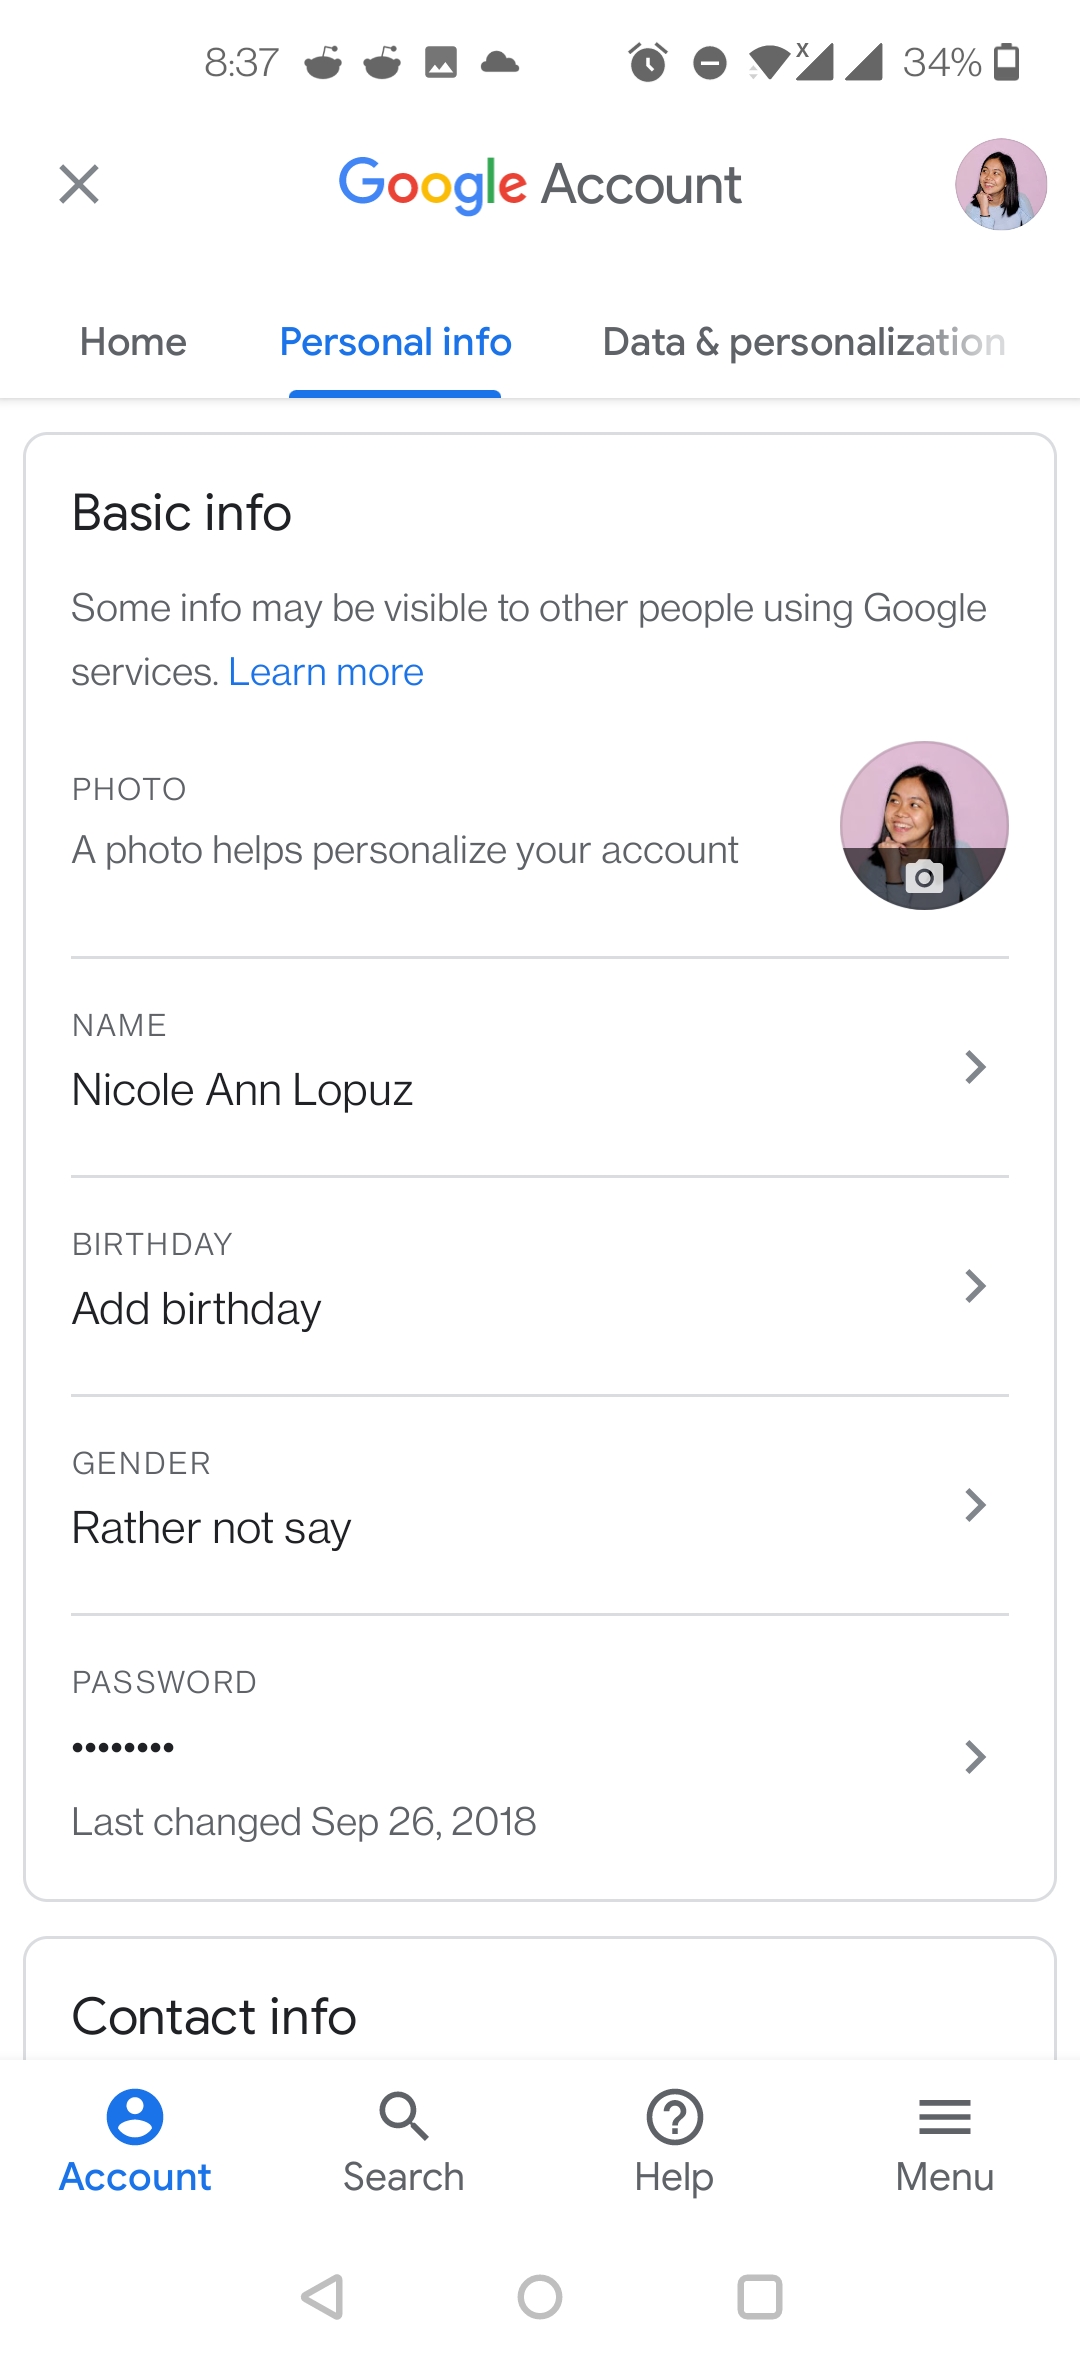 8:37
34%
Google Account
Home
Personal info
Data & personalization
Basic info
Some info may be visible to other people using Google
services. Learn more
PHOTO
A photo helps personalize your account
NAME
Nicole Ann Lopuz
BIRTHDAY
Add birthday
GENDER
Rather not say
PASSWORD
••••••••
Last changed Sep 26, 2018
Contact info
Account
Search
Help
Menu